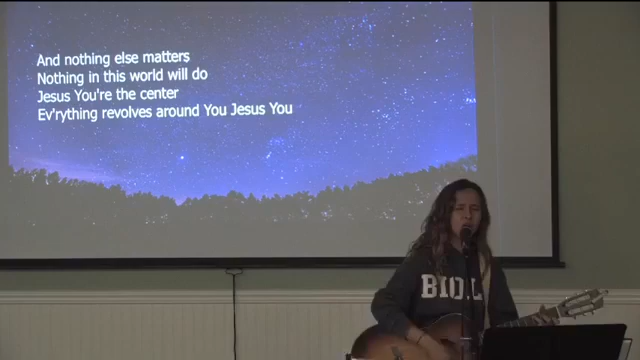 And nothing else matters
Nothing in this world will do
Jesus You're the center
Ev'rything revolves around You Jesus You